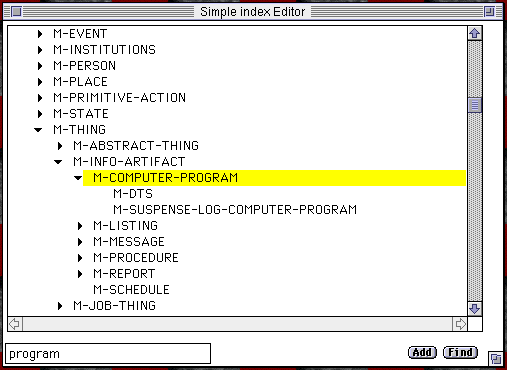 Simple index Editor
M-EVENT
M-INSTITUTIONS
M-PERSON
M-PLACE
M-PRIMITIVE-ACTION
M-STATE
M-THING
M-ABSTRACT-THING
M-INFO-ARTIFACT
M-COMPUTER-PROGRAM
M-DTS
M-SUSPENSE-LOG-COMPUTER-PROGRAM
M-LISTING
M-MESSAGE
M-PROCEDURE
M-REPORT
M-SCHEDULE
M-JOB-THING
program Add Find